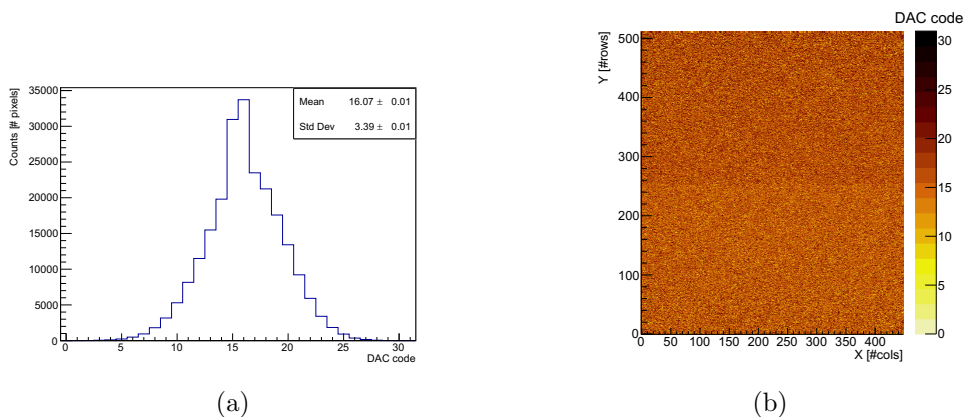 Mean 16.07 ± 0.01
Std Dev 3.39 ± 0.01
Counts [# pixels]
35000
30000
25000
20000
15000
10000
5000
0
0 5 10 15 20 25 30
DAC code
(a)
DAC code
Y [#rows]
500
400
300
200
100
0
0 50 100 150 200 250 300 350 400
X [#cols]
30
25
20
15
10
5
0
(b)